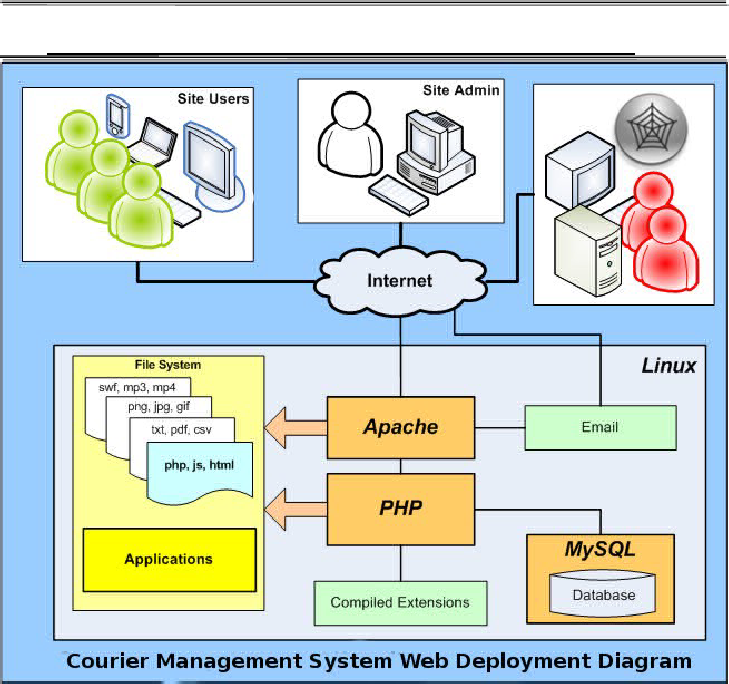 Site Users
Site Admin
Internet
Linux
File System
swf, mp3, mp4
png, jpg, gif
txt, pdf, csv
php, js, html
Applications
Apache
Email
PHP
MySQL
Database
Compiled Extensions
Courier Management System Web Deployment Diagram